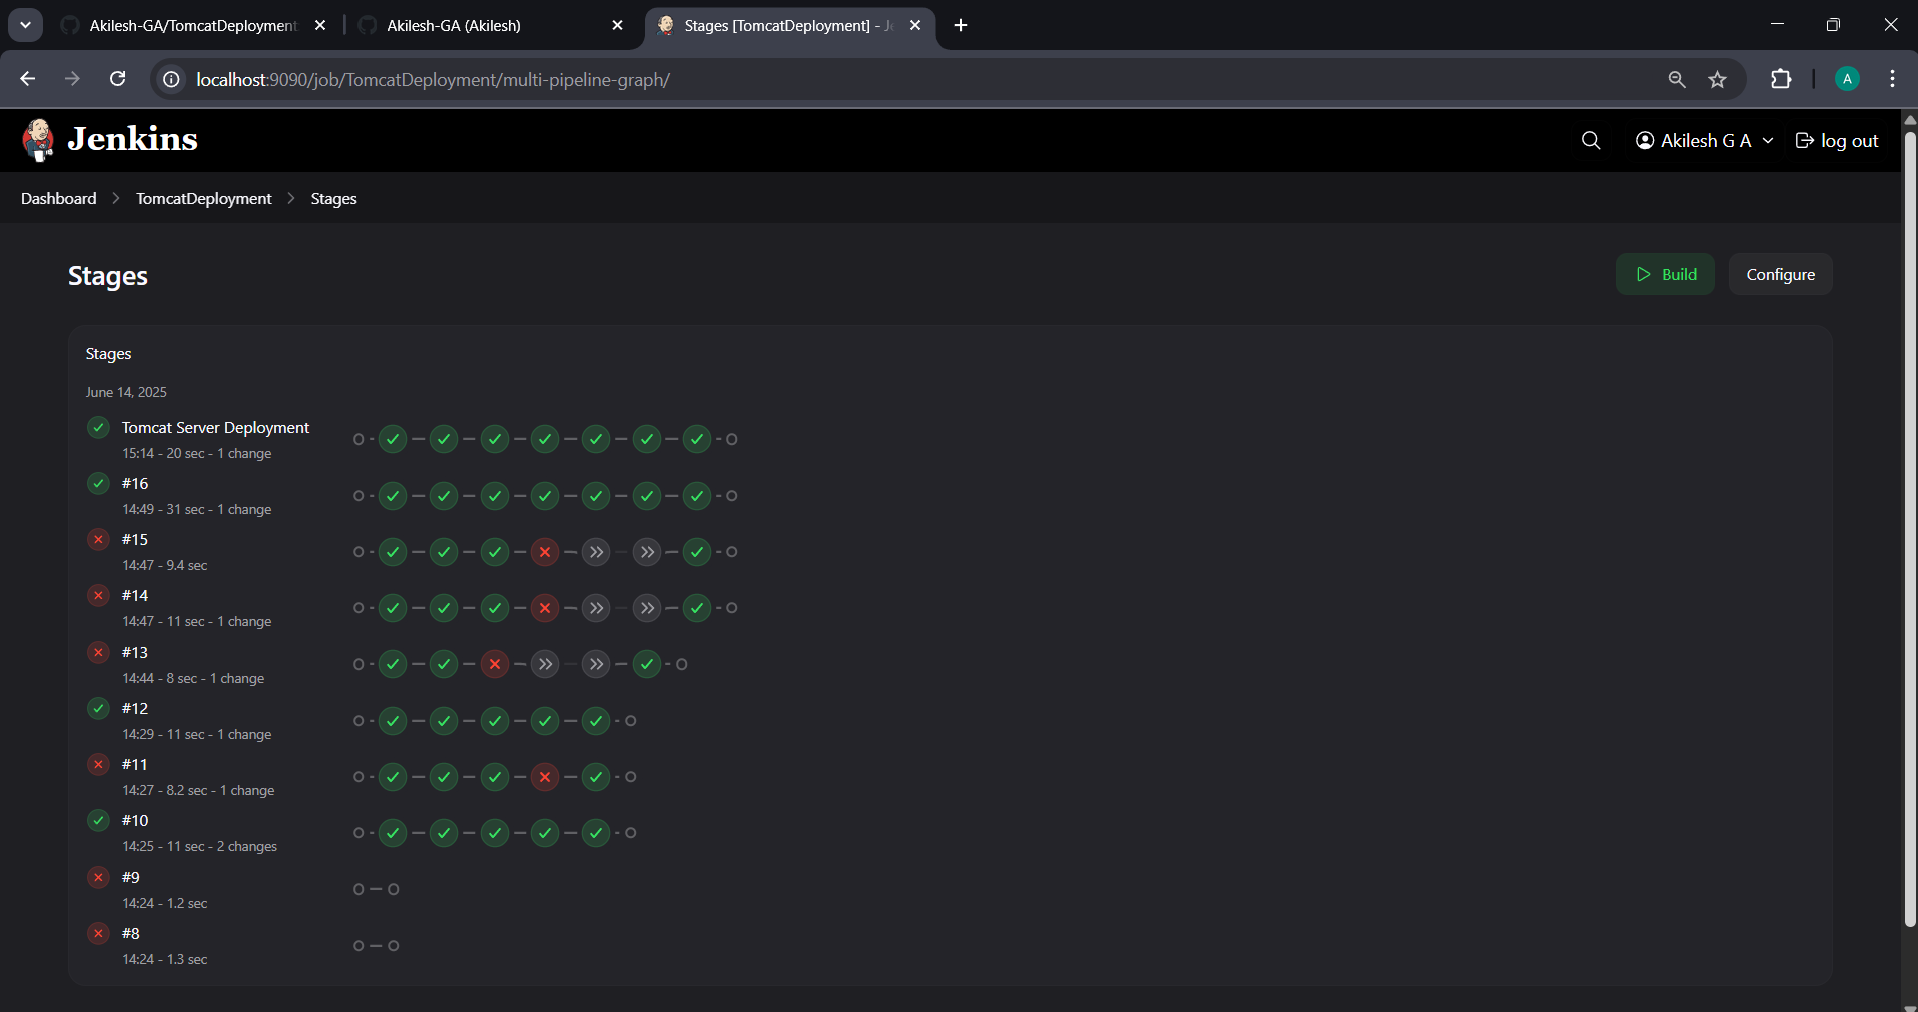 Akilesh-GA/TomcatDeployment
Akilesh-GA (Akilesh)
Stages [TomcatDeployment] - Je
localhost:9090/job/TomcatDeployment/multi-pipeline-graph/
A
Jenkins
Akilesh G A
log out
Dashboard
TomcatDeployment
Stages
Stages
Build
Configure
Stages
June 14, 2025
Tomcat Server Deployment
15:14 - 20 sec - 1 change
#16
14:49 - 31 sec - 1 change
#15
14:47 - 9.4 sec
#14
14:47 - 11 sec - 1 change
#13
14:44 - 8 sec - 1 change
#12
14:29 - 11 sec - 1 change
#11
14:27 - 8.2 sec - 1 change
#10
14:25 - 11 sec - 2 changes
#9
14:24 - 1.2 sec
#8
14:24 - 1.3 sec